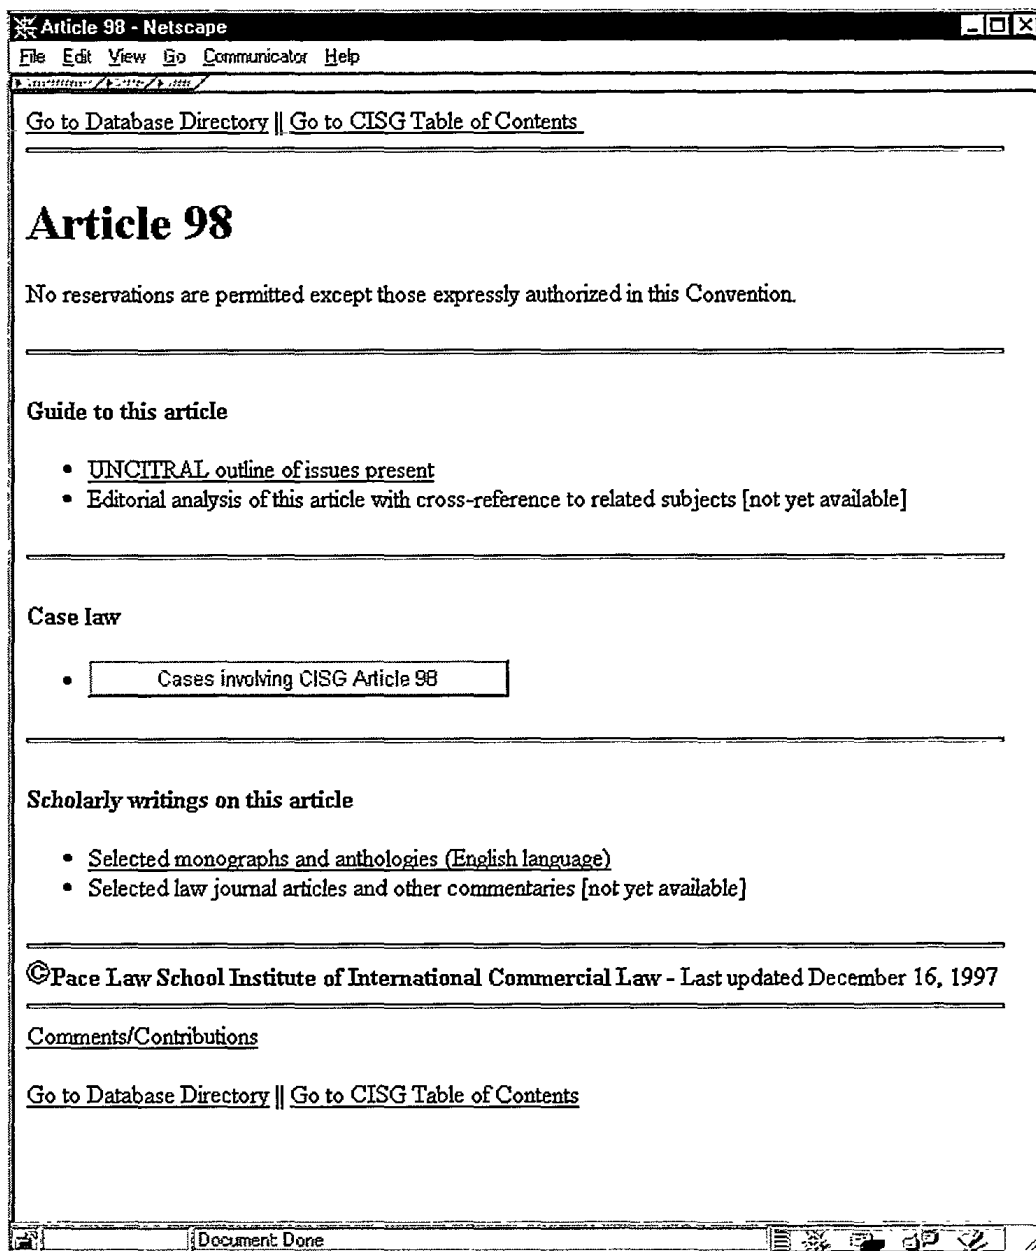 Article 98 - Netscape
File Edit View Go Communicator Help
Go to Database Directory || Go to CISG Table of Contents
Article 98
No reservations are permitted except those expressly authorized in this Convention.
Guide to this article
• UNCITRAL outline of issues present
• Editorial analysis of this article with cross-reference to related subjects [not yet available]
Case law
• Cases involving CISG Article 98
Scholarly writings on this article
• Selected monographs and anthologies (English language)
• Selected law journal articles and other commentaries [not yet available]
©Pace Law School Institute of International Commercial Law - Last updated December 16, 1997
Comments/Contributions
Go to Database Directory || Go to CISG Table of Contents
Document Done